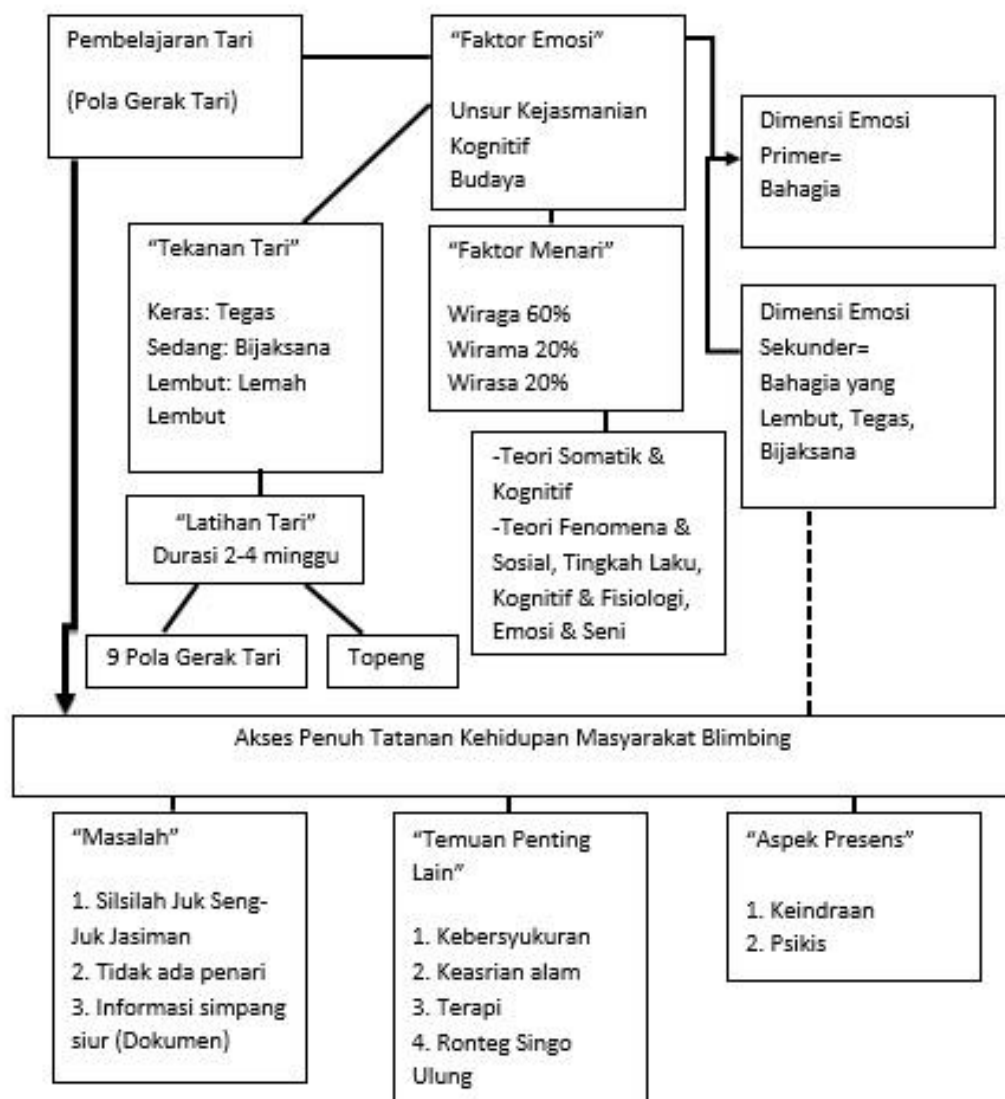 Pembelajaran Tari
(Pola Gerak Tari)
“Faktor Emosi”
Unsur Kejasmanian
Kognitif
Budaya
Dimensi Emosi
Primer=
Bahagia
“Tekanan Tari”
Keras: Tegas
Sedang: Bijaksana
Lembut: Lemah
Lembut
“Faktor Menari”
Wiraga 60%
Wirama 20%
Wirasa 20%
Dimensi Emosi
Sekunder=
Bahagia yang
Lembut, Tegas,
Bijaksana
-Teori Somatik &
Kognitif
-Teori Fenomena &
Sosial, Tingkah Laku,
Kognitif & Fisiologi,
Emosi & Seni
“Latihan Tari”
Durasi 2-4 minggu
9 Pola Gerak Tari
Topeng
Akses Penuh Tatanan Kehidupan Masyarakat Blimbing
“Masalah”
1. Silsilah Juk Seng-
Juk Jasiman
2. Tidak ada penari
3. Informasi simpang
siur (Dokumen)
“Temuan Penting
Lain”
1. Kebersyukuran
2. Keasrian alam
3. Terapi
4. Ronteg Singo
Ulung
“Aspek Presens”
1. Keindraan
2. Psikis